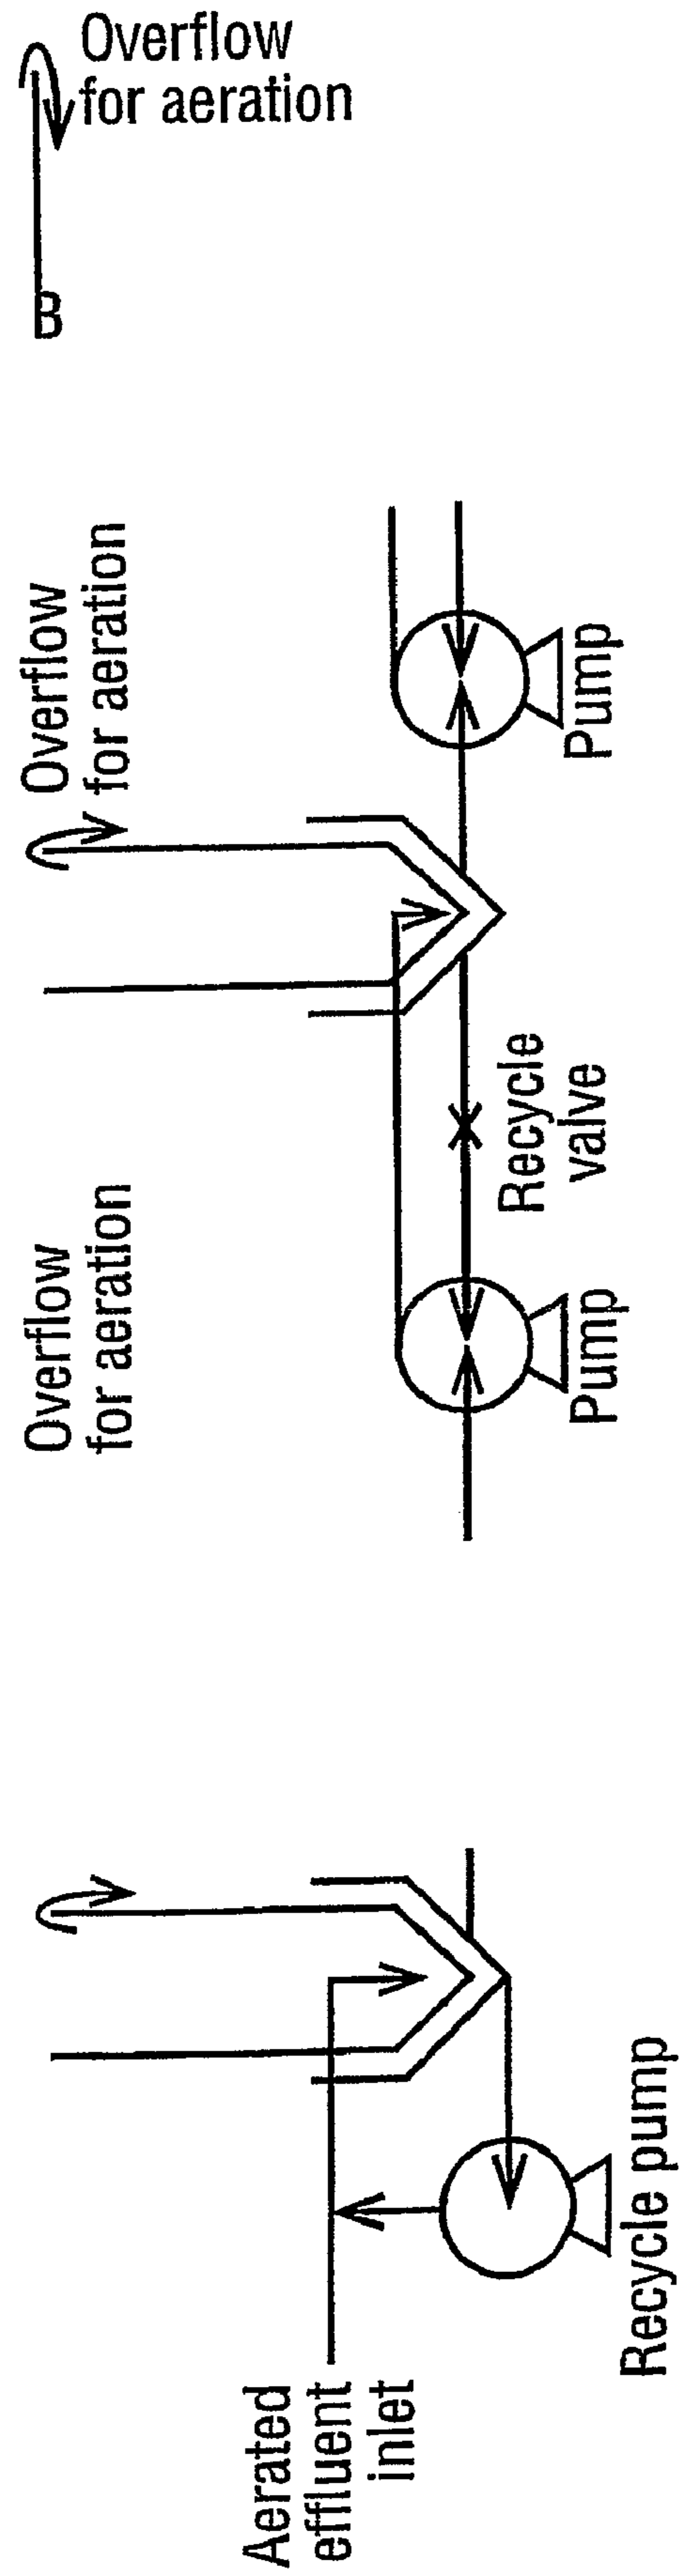 Overflow
for aeration
B
Overflow
for aeration
Pump
Recycle
valve
Overflow
for aeration
Pump
Recycle pump
Aerated
effluent
inlet